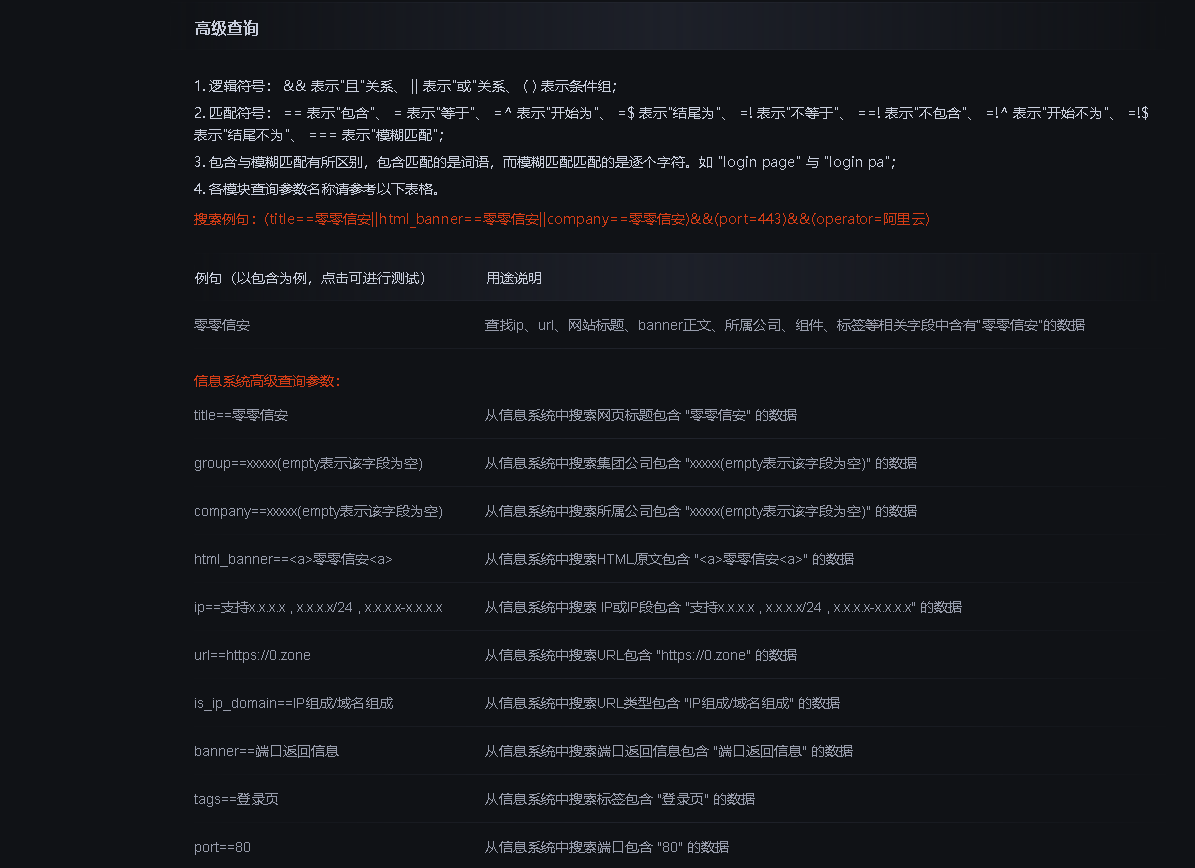 高级查询
1. 逻辑符号： && 表示"且"关系、 || 表示"或"关系、 ( ) 表示条件组;
2. 匹配符号： == 表示"包含"、 = 表示"等于"、 =^ 表示"开始为"、 =$ 表示"结尾为"、 =! 表示"不等于"、 ==! 表示"不包含"、 =!^ 表示"开始不为"、 =!$
表示"结尾不为"、 === 表示"模糊匹配";
3. 包含与模糊匹配有所区别，包含匹配的是词语，而模糊匹配匹配的是逐个字符。如 "login page" 与 "login pa";
4. 各模块查询参数名称请参考以下表格。
搜索例句：(title==零零信安||html_banner==零零信安||company==零零信安)&&(port=443)&&(operator=阿里云)
例句（以包含为例，点击可进行测试） 用途说明
零零信安 查找ip、url、网站标题、banner正文、所属公司、组件、标签等相关字段中含有"零零信安"的数据
信息系统高级查询参数：
title==零零信安 从信息系统中搜索网页标题包含 "零零信安" 的数据
group==xxxxx(empty表示该字段为空) 从信息系统中搜索集团公司包含 "xxxxx(empty表示该字段为空)" 的数据
company==xxxxx(empty表示该字段为空) 从信息系统中搜索所属公司包含 "xxxxx(empty表示该字段为空)" 的数据
html_banner==<a>零零信安<a> 从信息系统中搜索HTML原文包含 "<a>零零信安<a>" 的数据
ip==支持x.x.x.x , x.x.x.x/24 , x.x.x.x-x.x.x.x 从信息系统中搜索 IP或IP段包含 "支持x.x.x.x , x.x.x.x/24 , x.x.x.x-x.x.x.x" 的数据
url==https://0.zone 从信息系统中搜索URL包含 "https://0.zone" 的数据
is_ip_domain==IP组成/域名组成 从信息系统中搜索URL类型包含 "IP组成/域名组成" 的数据
banner==端口返回信息 从信息系统中搜索端口返回信息包含 "端口返回信息" 的数据
tags==登录页 从信息系统中搜索标签包含 "登录页" 的数据
port==80 从信息系统中搜索端口包含 "80" 的数据